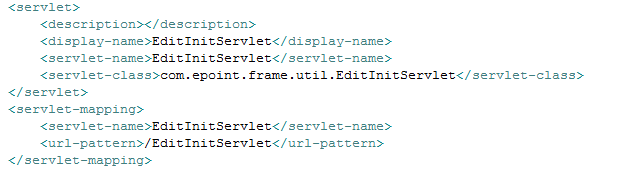 <servlet>
    <description></description>
    <display-name>EditInitServlet</display-name>
    <servlet-name>EditInitServlet</servlet-name>
    <servlet-class>com.epoint.frame.util.EditInitServlet</servlet-class>
</servlet>
<servlet-mapping>
    <servlet-name>EditInitServlet</servlet-name>
    <url-pattern>/EditInitServlet</url-pattern>
</servlet-mapping>